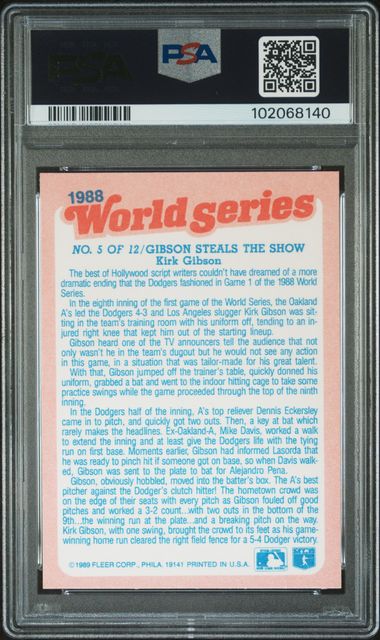 PSA
PSA
102068140
1988
World Series
NO. 5 OF 12/GIBSON STEALS THE SHOW
Kirk Gibson
The best of Hollywood script writers couldn't have dreamed of a more
dramatic ending that the Dodgers fashioned in Game 1 of the 1988 World
Series.
In the eighth inning of the first game of the World Series, the Oakland
A's led the Dodgers 4-3 and Los Angeles slugger Kirk Gibson was sit-
ting in the team's training room with his uniform off, tending to an in-
jured right knee that kept him out of the starting lineup.
Gibson heard one of the TV announcers tell the audience that not
only wasn't he in the team's dugout but he would not see any action
in this game, in a situation that was tailor-made for his great talent.
With that, Gibson jumped off the trainer's table, quickly donned his
uniform, grabbed a bat and went to the indoor hitting cage to take some
practice swings while the game proceeded through the top of the ninth
inning.
In the Dodgers half of the inning, A's top reliever Dennis Eckersley
came in to pitch, and quickly got two outs. Then, a key at bat which
rarely makes the headlines. Ex-Oakland-A, Mike Davis, worked a walk
to extend the inning and at least give the Dodgers life with the tying
run on first base. Moments earlier, Gibson had informed Lasorda that
he was ready to pinch hit if someone got on base, so when Davis walk-
ed, Gibson was sent to the plate to bat for Alejandro Pena.
Gibson, obviously hobbled, moved into the batter's box. The A's best
pitcher against the Dodger's clutch hitter! The hometown crowd was
on the edge of their seats with every pitch as Gibson fouled off good
pitches and worked a 3-2 count...with two outs in the bottom of the
9th...the winning run at the plate...and a breaking pitch on the way.
Kirk Gibson, with one swing, brought the crowd to its feet as his game-
winning home run cleared the right field fence for a 5-4 Dodger victory.
©1989 FLEER CORP., PHILA. 19141 PRINTED IN U.S.A.